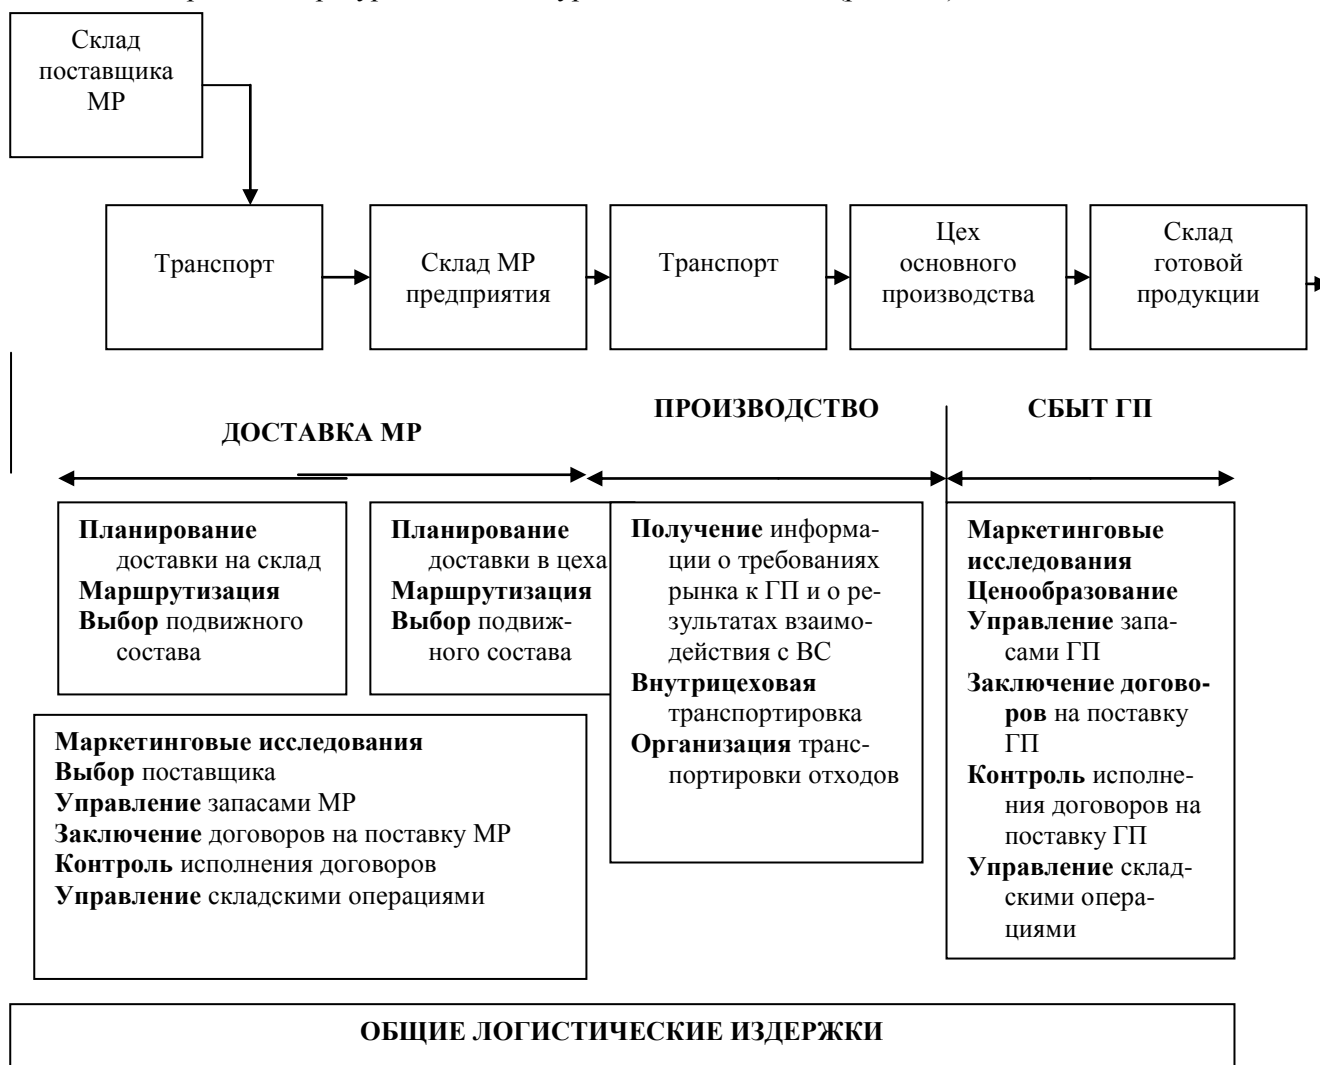 Склад
поставщика
МР
Транспорт
Склад МР
предприятия
Транспорт
Цех
основного
производства
Склад
готовой
продукции
ДОСТАВКА МР
ПРОИЗВОДСТВО
СБЫТ ГП
Планирование
доставки на склад
Маршрутизация
Выбор подвижного
состава
Планирование
доставки в цеха
Маршрутизация
Выбор подвиж-
ного состава
Маркетинговые исследования
Выбор поставщика
Управление запасами МР
Заключение договоров на поставку МР
Контроль исполнения договоров
Управление складскими операциями
Получение информа-
ции о требованиях
рынка к ГП и о ре-
зультатах взаимо-
действия с ВС
Внутрицеховая
транспортировка
Организация транс-
портировки отходов
Маркетинговые
исследования
Ценообразование
Управление запа-
сами ГП
Заключение догово-
ров на поставку
ГП
Контроль исполне-
ния договоров на
поставку ГП
Управление склад-
скими опера-
циями
ОБЩИЕ ЛОГИСТИЧЕСКИЕ ИЗДЕРЖКИ